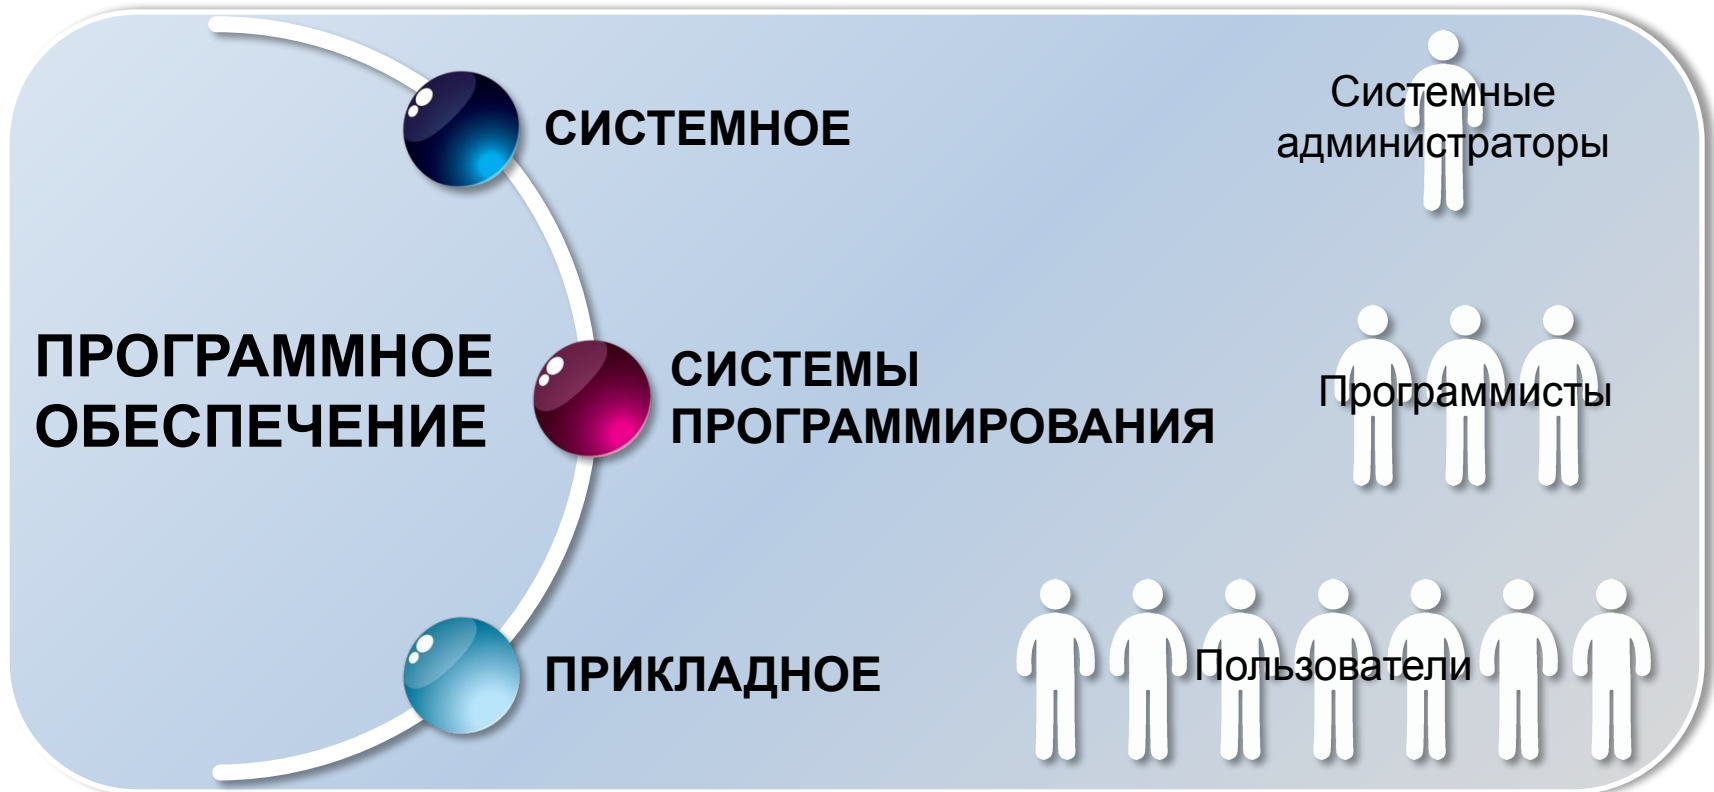 СИСТЕМНОЕ
Системные
администраторы
ПРОГРАММНОЕ
ОБЕСПЕЧЕНИЕ
СИСТЕМЫ
ПРОГРАММИРОВАНИЯ
Программисты
ПРИКЛАДНОЕ
Пользователи